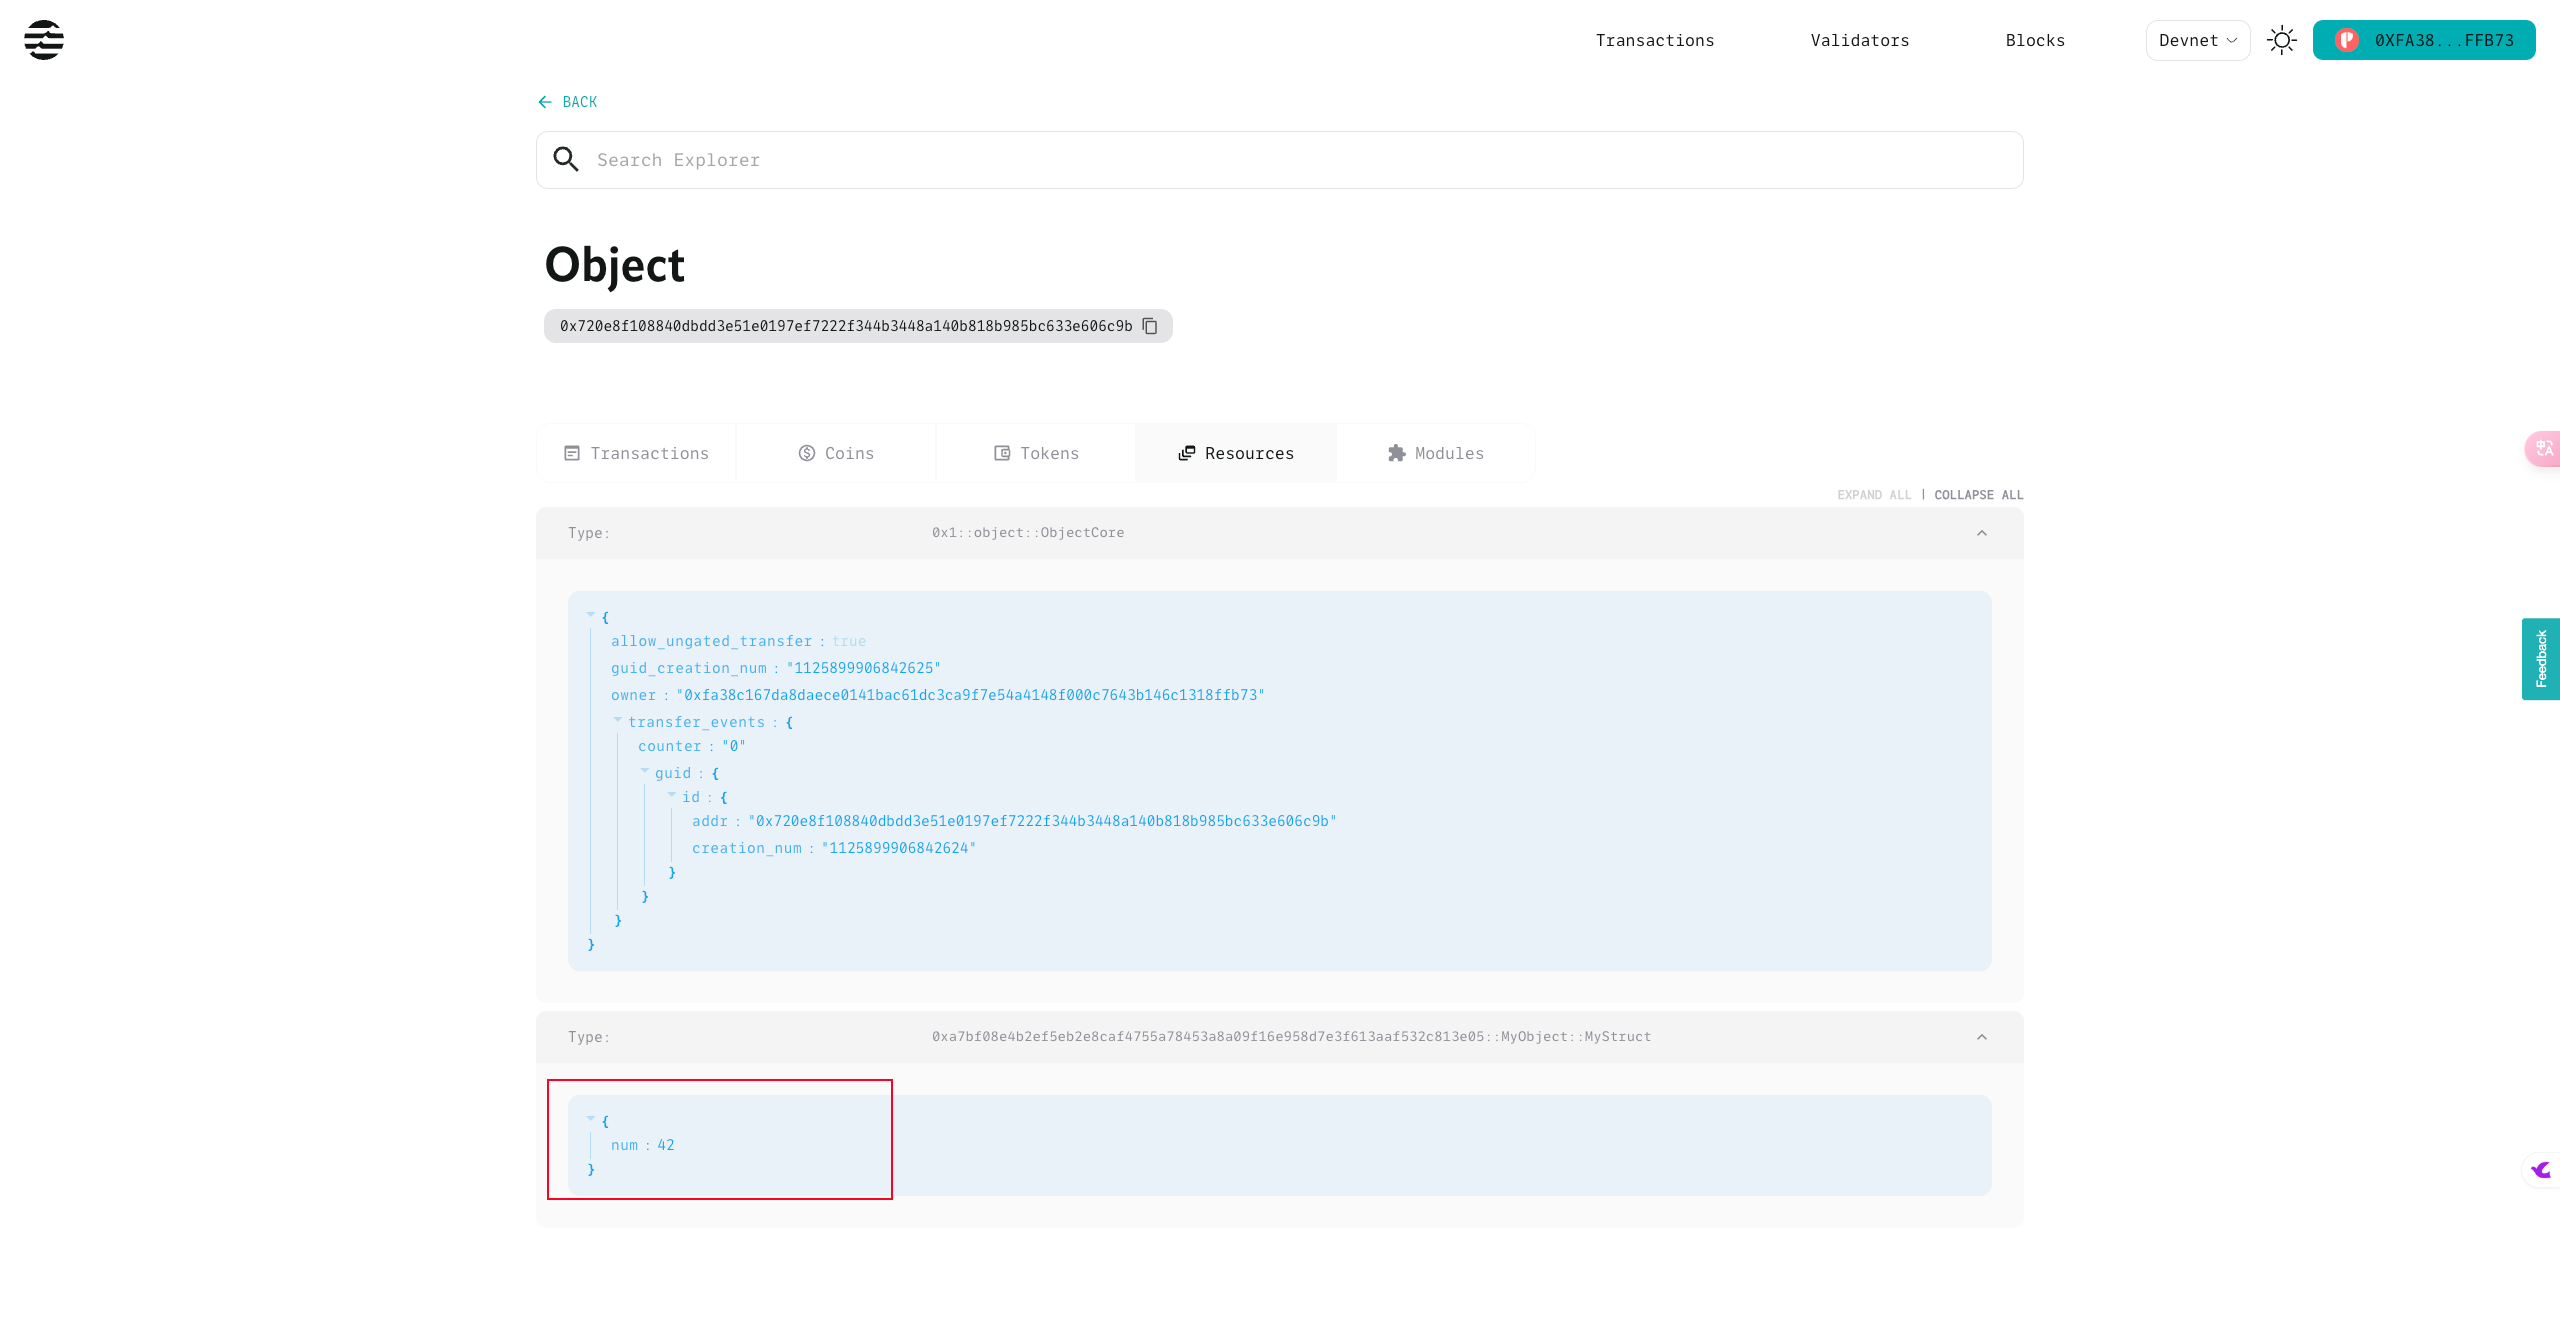 Transactions Validators Blocks Devnet 0XFA38...FFB73
BACK
Search Explorer
Object
0x720e8f108840dbdd3e51e0197ef7222f344b3448a140b818b985bc633e606c9b
Transactions Coins Tokens Resources Modules
EXPAND ALL | COLLAPSE ALL
Type: 0x1::object::ObjectCore
{
allow_ungated_transfer : true
guid_creation_num : "1125899906842625"
owner : "0xfa38c167da8daece0141bac61dc3ca9f7e54a4148f000c7643b146c1318ffb73"
transfer_events : {
counter : "0"
guid : {
id : {
addr : "0x720e8f108840dbdd3e51e0197ef7222f344b3448a140b818b985bc633e606c9b"
creation_num : "1125899906842624"
}
}
}
}
Type: 0xa7bf08e4b2ef5eb2e8caf4755a78453a8a09f16e958d7e3f613aaf532c813e05::MyObject::MyStruct
{
num : 42
}
Feedback